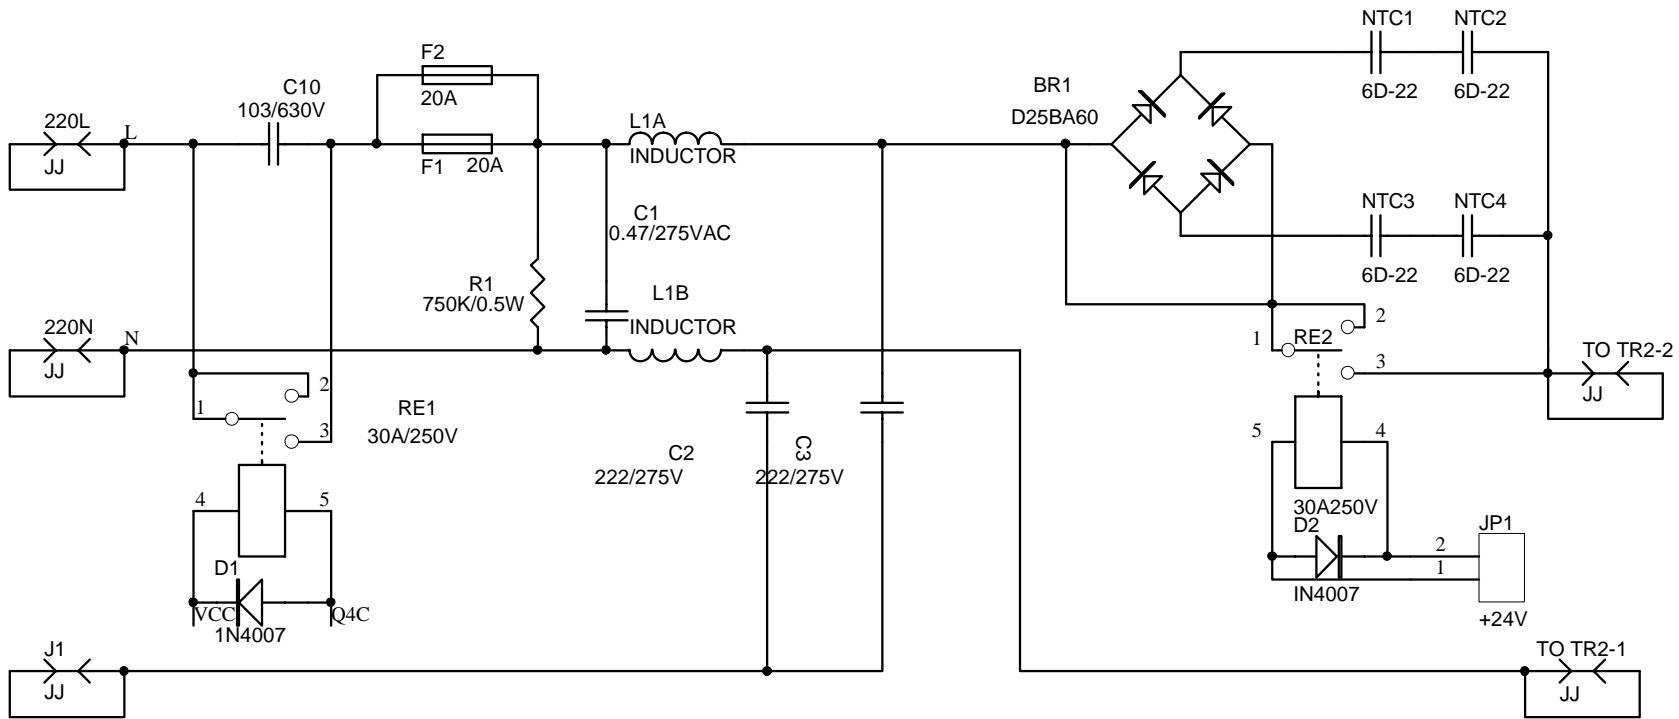 NTC1
NTC2
F2
C10
BR1
6D-22
6D-22
20A
103/630V
D25BA60
220L
L
L1A
JJ
F1
20A
INDUCTOR
NTC3
NTC4
C1
0.47/275VAC
R1
L1B
6D-22
6D-22
750K/0.5W
220N
N
INDUCTOR
2
1
RE2
JJ
3
TO TR2-2
2
JJ
1
RE1
3
30A/250V
5
4
C2
C3
222/275V
222/275V
4
5
30A250V
D2
JP1
2
D1
1
IN4007
VCC
Q4C
+24V
1N4007
J1
TO TR2-1
JJ
JJ